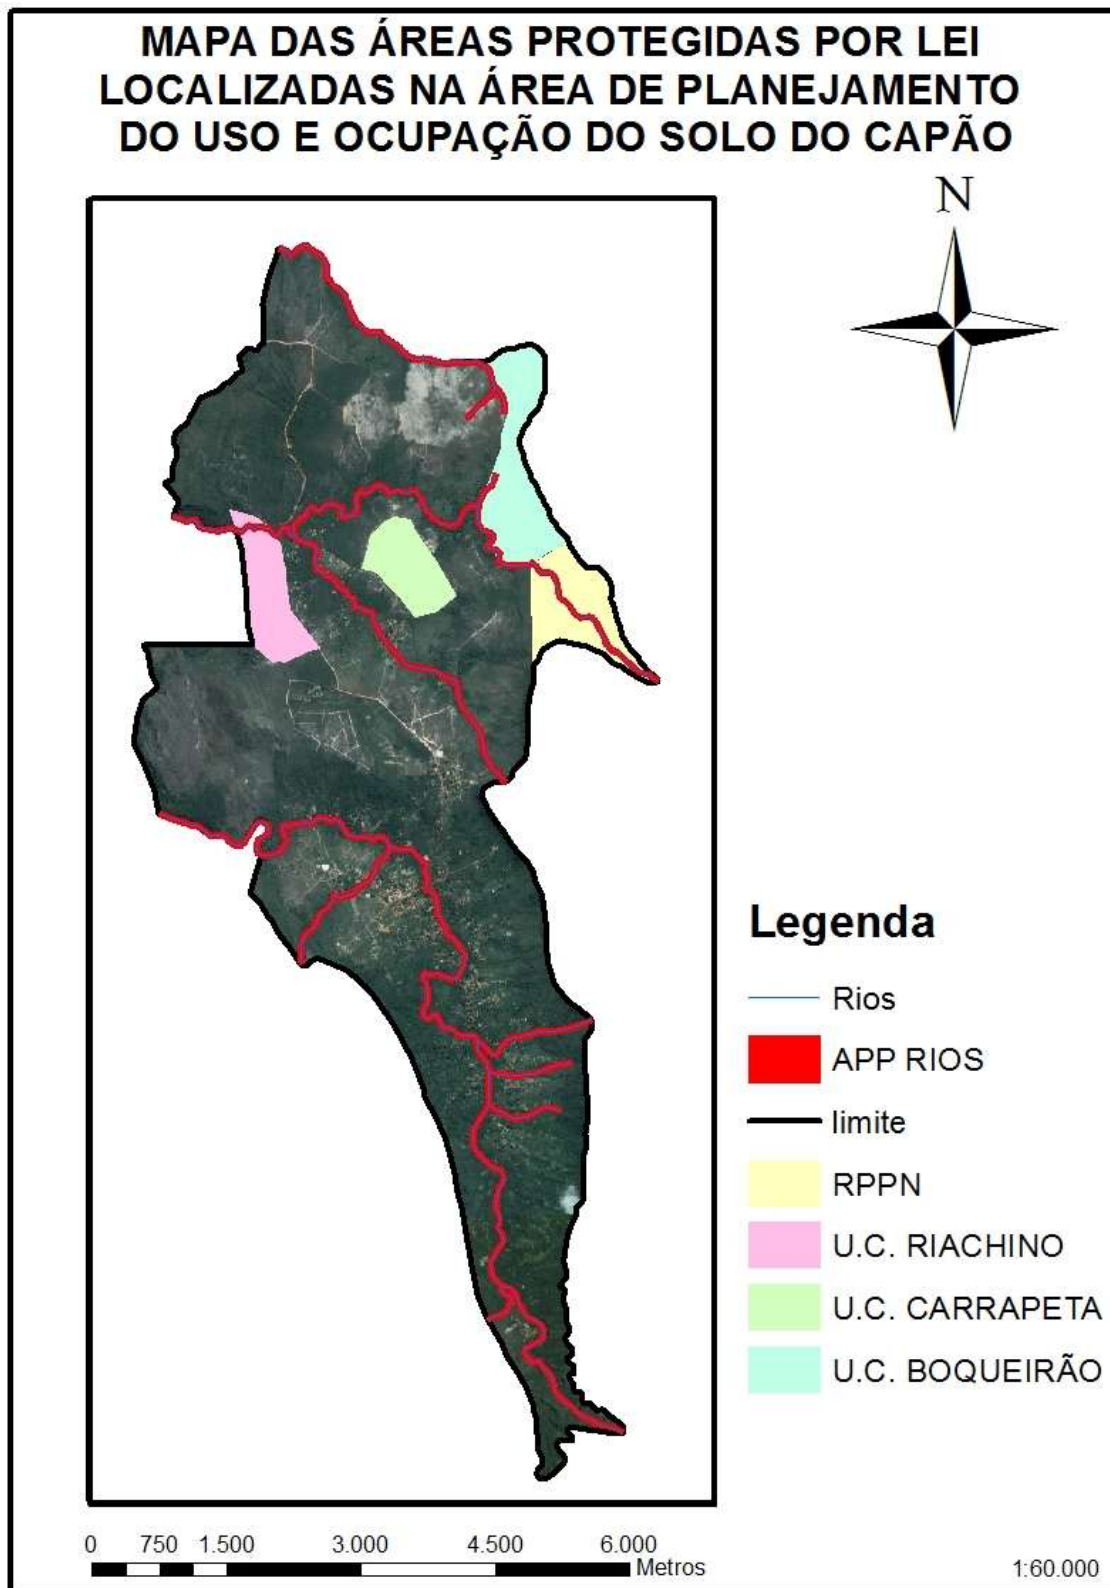 MAPA DAS ÁREAS PROTEGIDAS POR LEI
LOCALIZADAS NA ÁREA DE PLANEJAMENTO
DO USO E OCUPAÇÃO DO SOLO DO CAPÃO
N
Legenda
Rios
APP RIOS
limite
RPPN
U.C. RIACHINO
U.C. CARRAPETA
U.C. BOQUEIRÃO
0 750 1.500 3.000 4.500 6.000
Metros
1:60.000